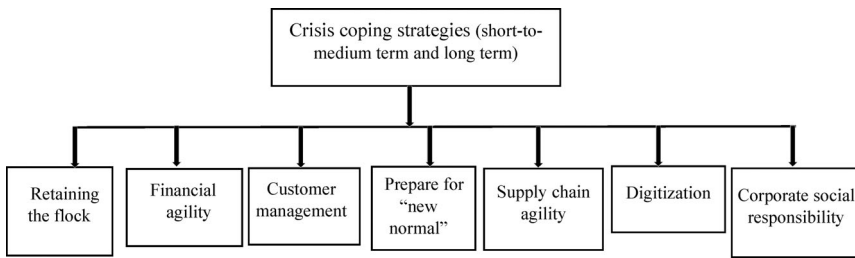 Crisis coping strategies (short-to-
medium term and long term)
Retaining
the flock
Financial
agility
Customer
management
Prepare for
“new
normal”
Supply chain
agility
Digitization
Corporate social
responsibility